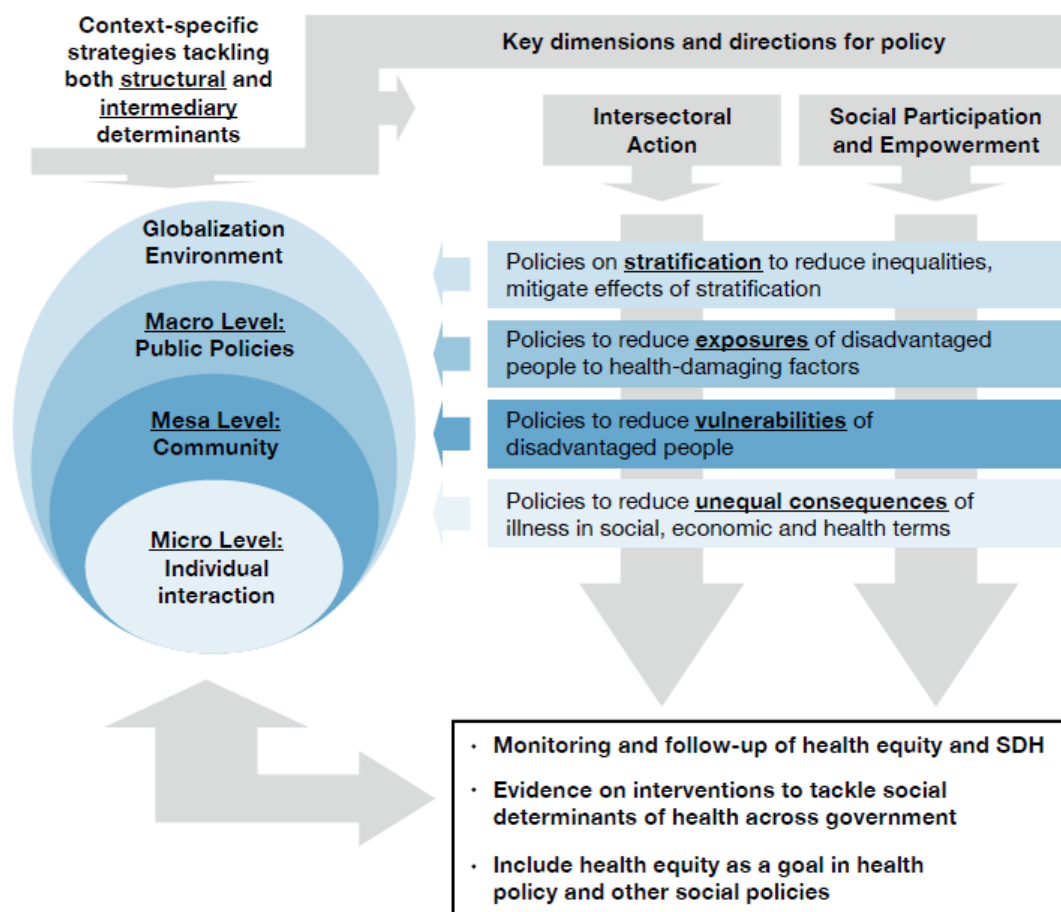 Context-specific
strategies tackling
both structural and
intermediary
determinants
Key dimensions and directions for policy
Intersectoral
Action
Social Participation
and Empowerment
Globalization
Environment
Macro Level:
Public Policies
Mesa Level:
Community
Micro Level:
Individual
interaction
Policies on stratification to reduce inequalities,
mitigate effects of stratification
Policies to reduce exposures of disadvantaged
people to health-damaging factors
Policies to reduce vulnerabilities of
disadvantaged people
Policies to reduce unequal consequences of
illness in social, economic and health terms
· Monitoring and follow-up of health equity and SDH
· Evidence on interventions to tackle social
determinants of health across government
· Include health equity as a goal in health
policy and other social policies